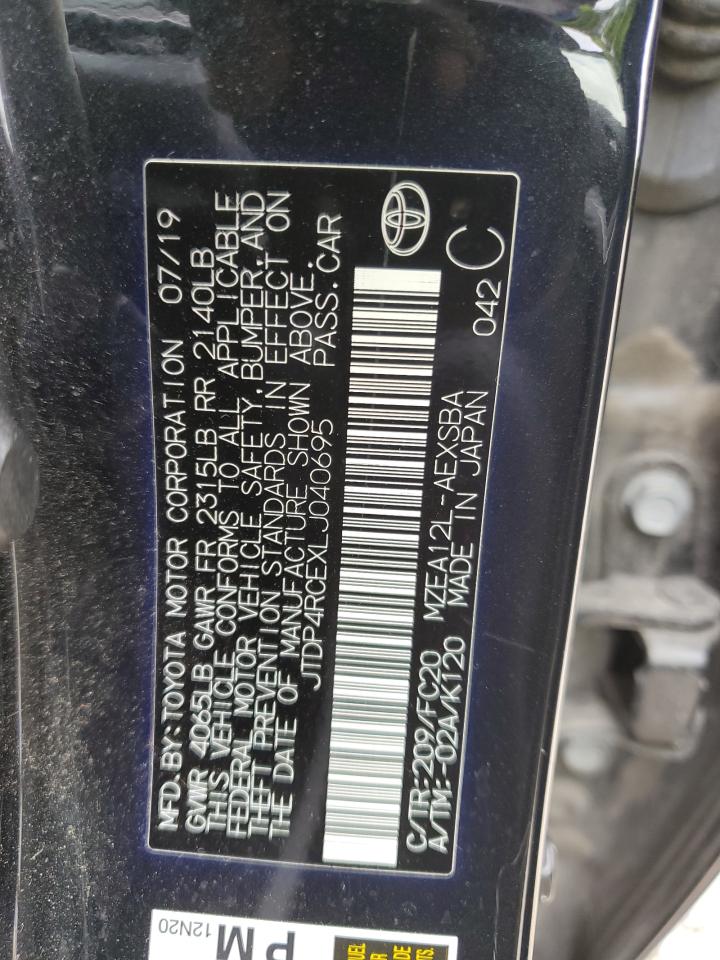 MFD.BY:TOYOTA MOTOR CORPORATION 07/19
GVWR 4065LB GAWR FR 2315LB RR 2140LB
THIS VEHICLE CONFORMS TO ALL APPLICABLE
FEDERAL MOTOR VEHICLE SAFETY,BUMPER,AND
THEFT PREVENTION STANDARDS IN EFFECT ON
THE DATE OF MANUFACTURE SHOWN ABOVE.
JTDP4RCEXLJ040695 PASS.CAR
C/TR:209/FC20 MZEA12L-AEXSBA 042 C
A/TM:-02A/K120 MADE IN JAPAN
12N20
PM